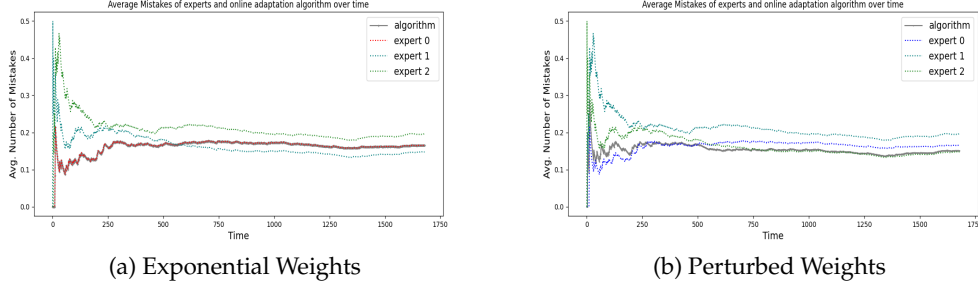 Average Mistakes of experts and online adaptation algorithm over time
0.5
0.4
0.3
0.2
0.1
0.0
Avg. Number of Mistakes
algorithm
expert 0
expert 1
expert 2
0 250 500 750 1000 1250 1500 1750
Time
(a) Exponential Weights
Average Mistakes of experts and online adaptation algorithm over time
0.5
0.4
0.3
0.2
0.1
0.0
Avg. Number of Mistakes
algorithm
expert 0
expert 1
expert 2
0 250 500 750 1000 1250 1500 175
Time
(b) Perturbed Weights